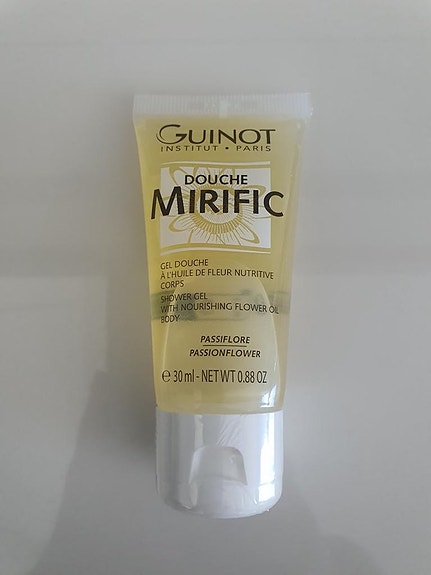 GUINOT
INSTITUT • PARIS
DOUCHE
MIRIFIC
GEL DOUCHE
À L'HUILE DE FLEUR NUTRITIVE
CORPS
SHOWER GEL
WITH NOURISHING FLOWER OIL
BODY
PASSIFLORE
PASSIONFLOWER
℮ 30 ml - NET WT 0.88 OZ